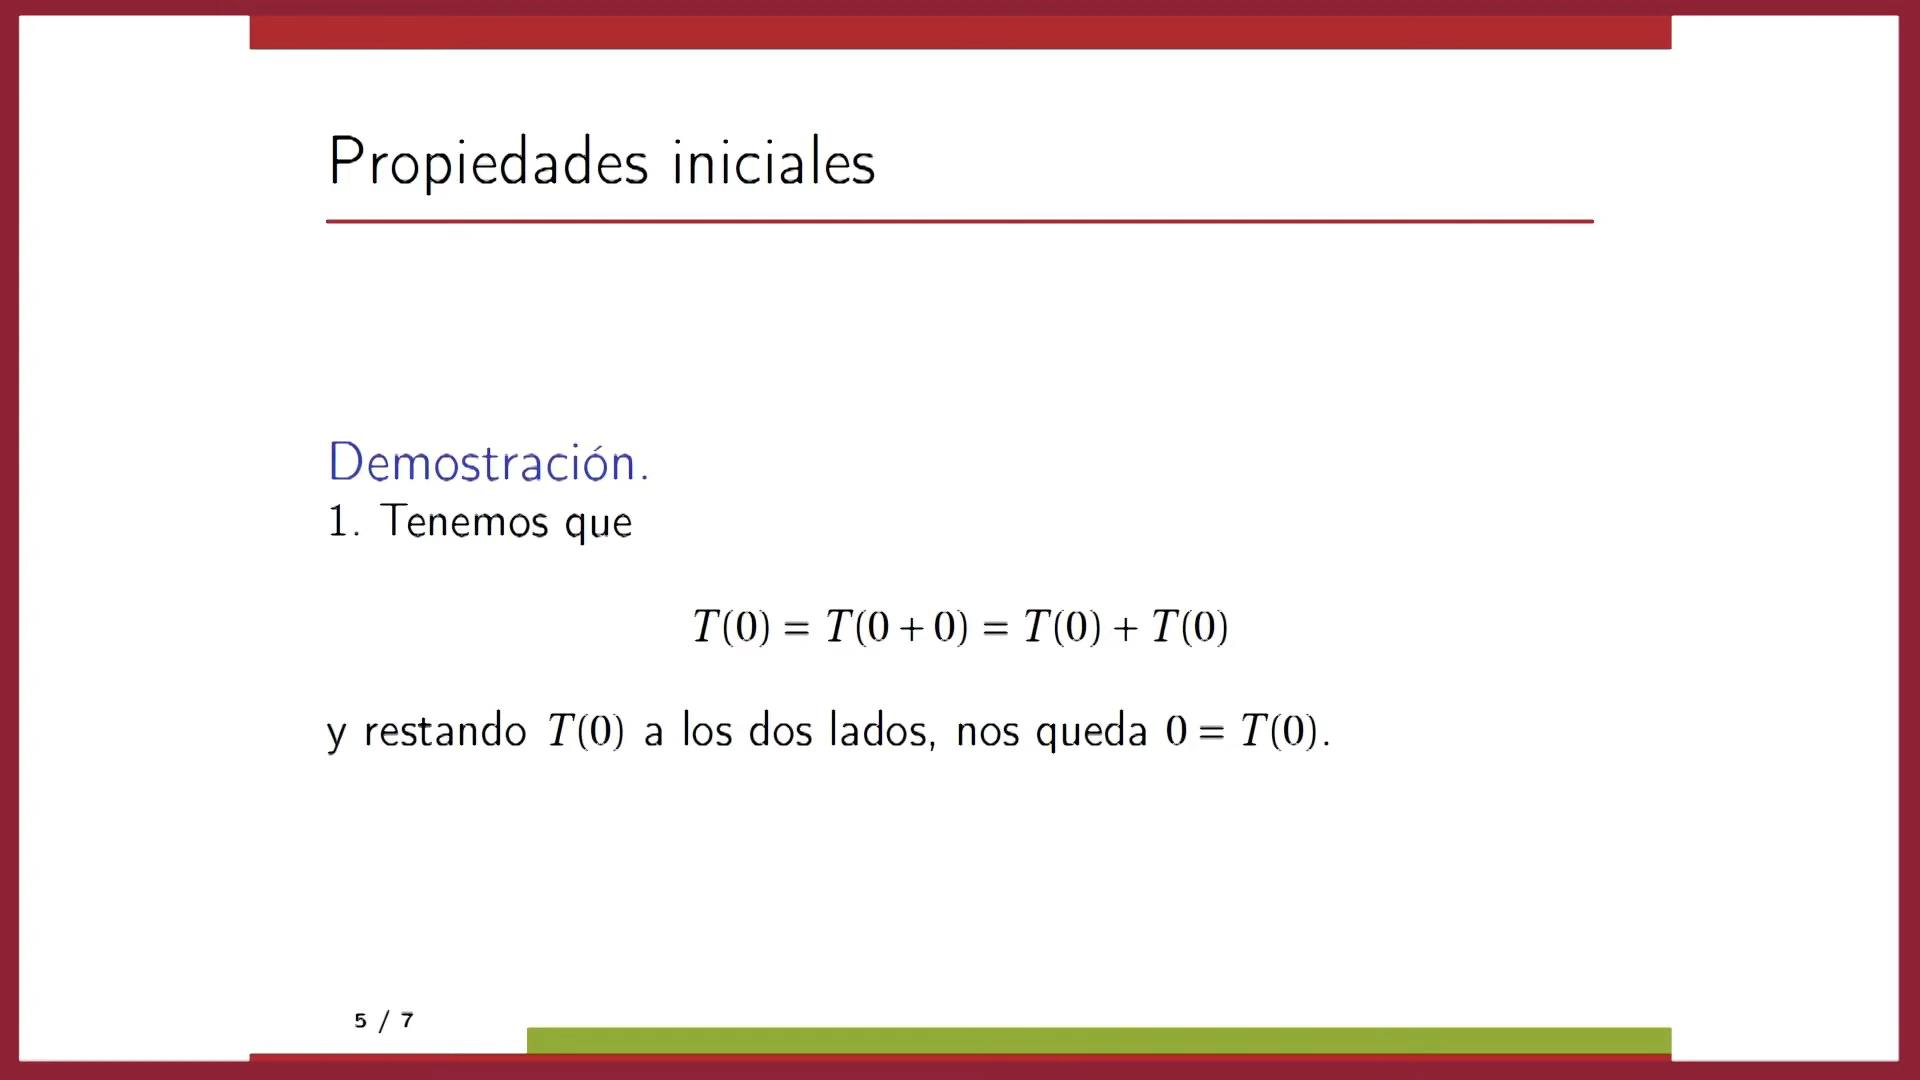 Propiedades iniciales
Demostración.
1. Tenemos que
T(0) = T(0 + 0) = T(0) + T(0)
y restando T(0) a los dos lados, nos queda 0 = T(0).
5 / 7